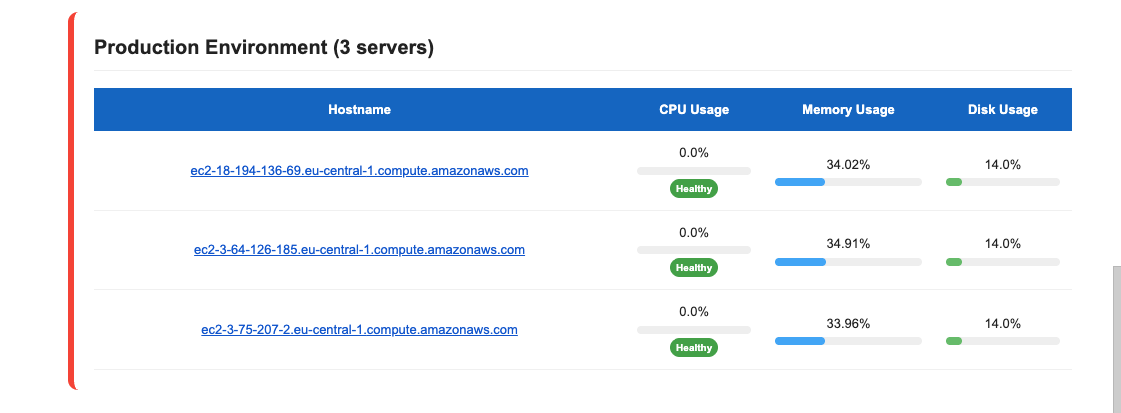 Production Environment (3 servers)
Hostname CPU Usage Memory Usage Disk Usage
ec2-18-194-136-69.eu-central-1.compute.amazonaws.com 0.0% Healthy 34.02% 14.0%
ec2-3-64-126-185.eu-central-1.compute.amazonaws.com 0.0% Healthy 34.91% 14.0%
ec2-3-75-207-2.eu-central-1.compute.amazonaws.com 0.0% Healthy 33.96% 14.0%